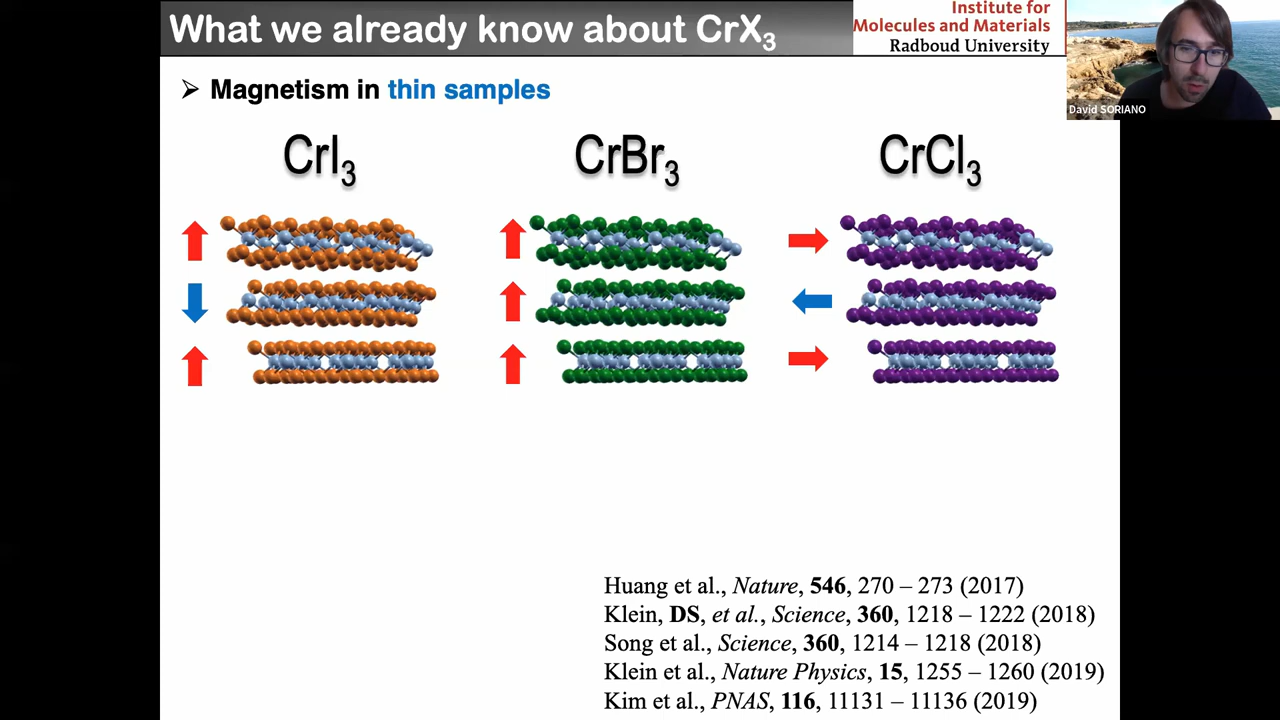 What we already know about CrX3
Institute for
Molecules and Materials
Radboud University
David SORIANO
➢ Magnetism in thin samples
CrI3
CrBr3
CrCl3
Huang et al., Nature, 546, 270 – 273 (2017)
Klein, DS, et al., Science, 360, 1218 – 1222 (2018)
Song et al., Science, 360, 1214 – 1218 (2018)
Klein et al., Nature Physics, 15, 1255 – 1260 (2019)
Kim et al., PNAS, 116, 11131 – 11136 (2019)